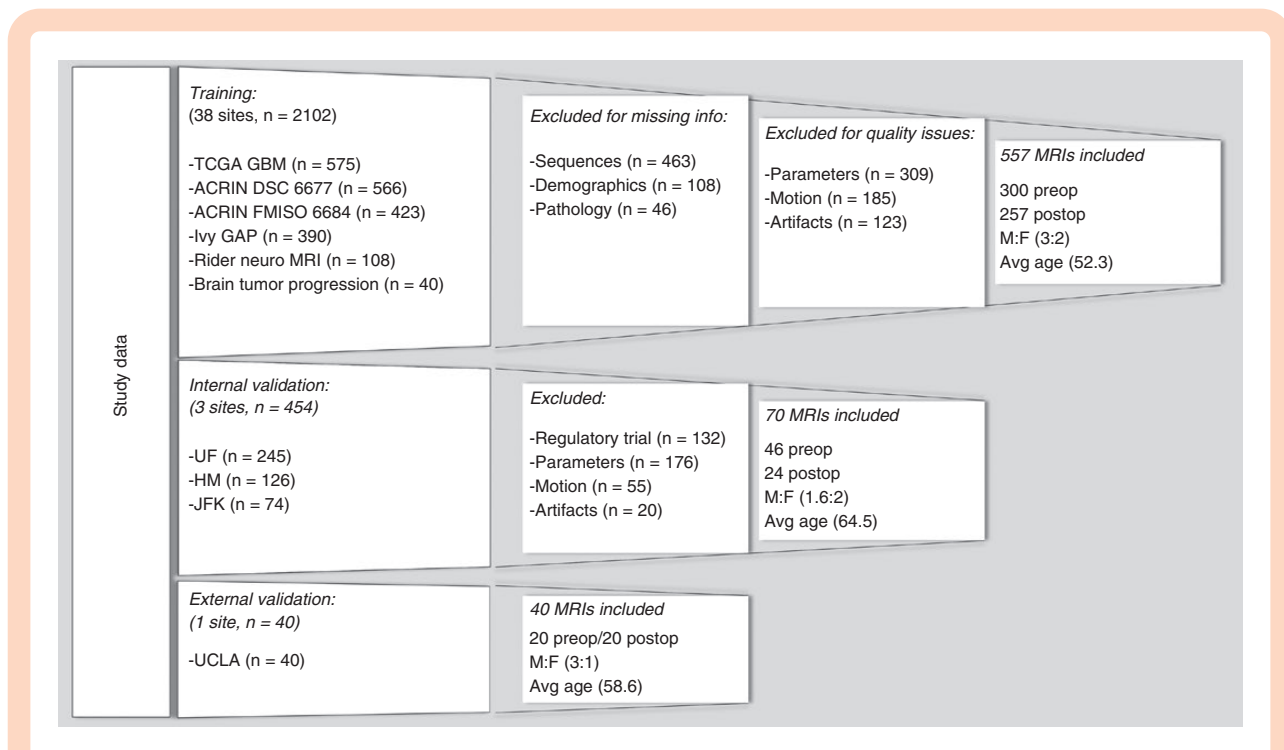 Study data
Training:
(38 sites, n = 2102)
-TCGA GBM (n = 575)
-ACRIN DSC 6677 (n = 566)
-ACRIN FMISO 6684 (n = 423)
-Ivy GAP (n = 390)
-Rider neuro MRI (n = 108)
-Brain tumor progression (n = 40)
Excluded for missing info:
-Sequences (n = 463)
-Demographics (n = 108)
-Pathology (n = 46)
Excluded for quality issues:
-Parameters (n = 309)
-Motion (n = 185)
-Artifacts (n = 123)
557 MRIs included
300 preop
257 postop
M:F (3:2)
Avg age (52.3)
Internal validation:
(3 sites, n = 454)
-UF (n = 245)
-HM (n = 126)
-JFK (n = 74)
Excluded:
-Regulatory trial (n = 132)
-Parameters (n = 176)
-Motion (n = 55)
-Artifacts (n = 20)
70 MRIs included
46 preop
24 postop
M:F (1.6:2)
Avg age (64.5)
External validation:
(1 site, n = 40)
-UCLA (n = 40)
40 MRIs included
20 preop/20 postop
M:F (3:1)
Avg age (58.6)